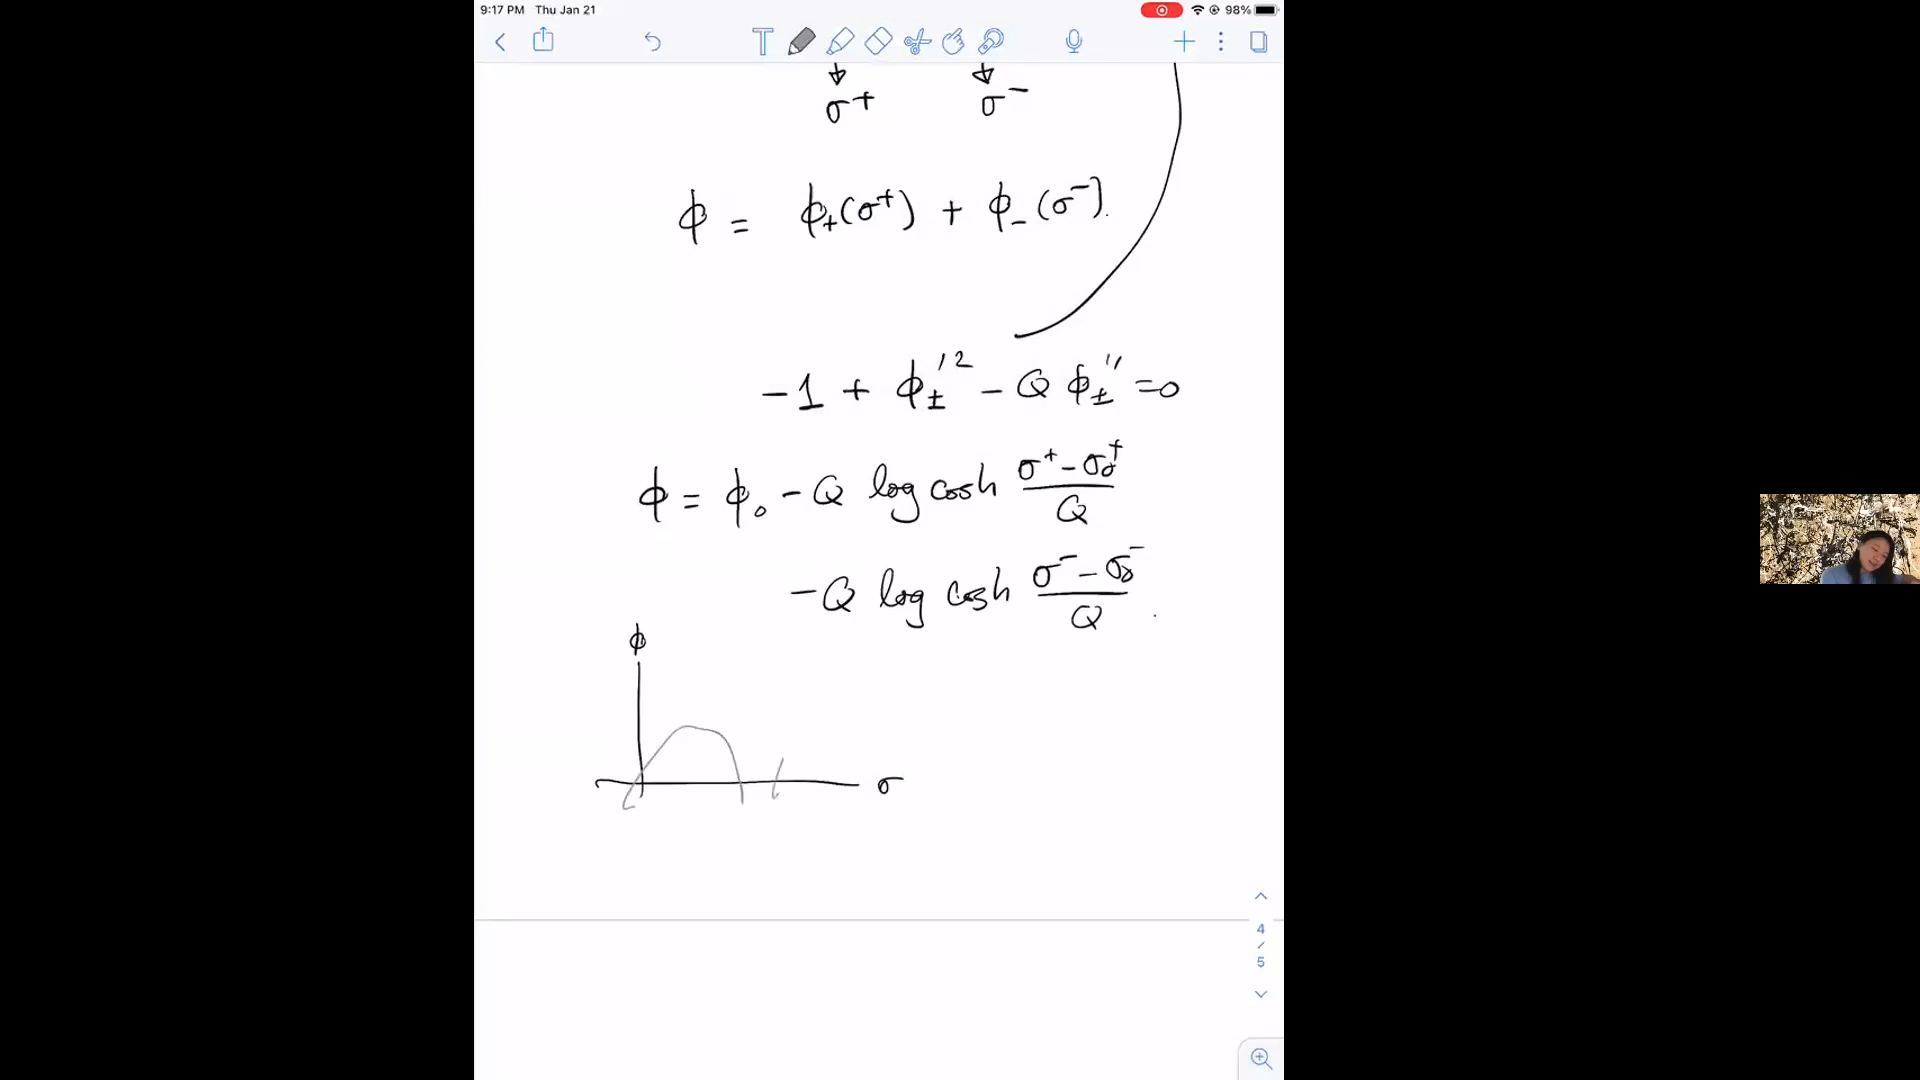 9:17 PM Thu Jan 21 98%
T
σ⁺ σ⁻
ϕ = ϕ₊(σ⁺) + ϕ₋(σ⁻).
-1 + ϕ±'² - Q ϕ±'' = 0
ϕ = ϕ₀ - Q log cosh (σ⁺ - σ₀⁺)/Q
- Q log cosh (σ⁻ - σ₀⁻)/Q
ϕ
σ
4
/
5